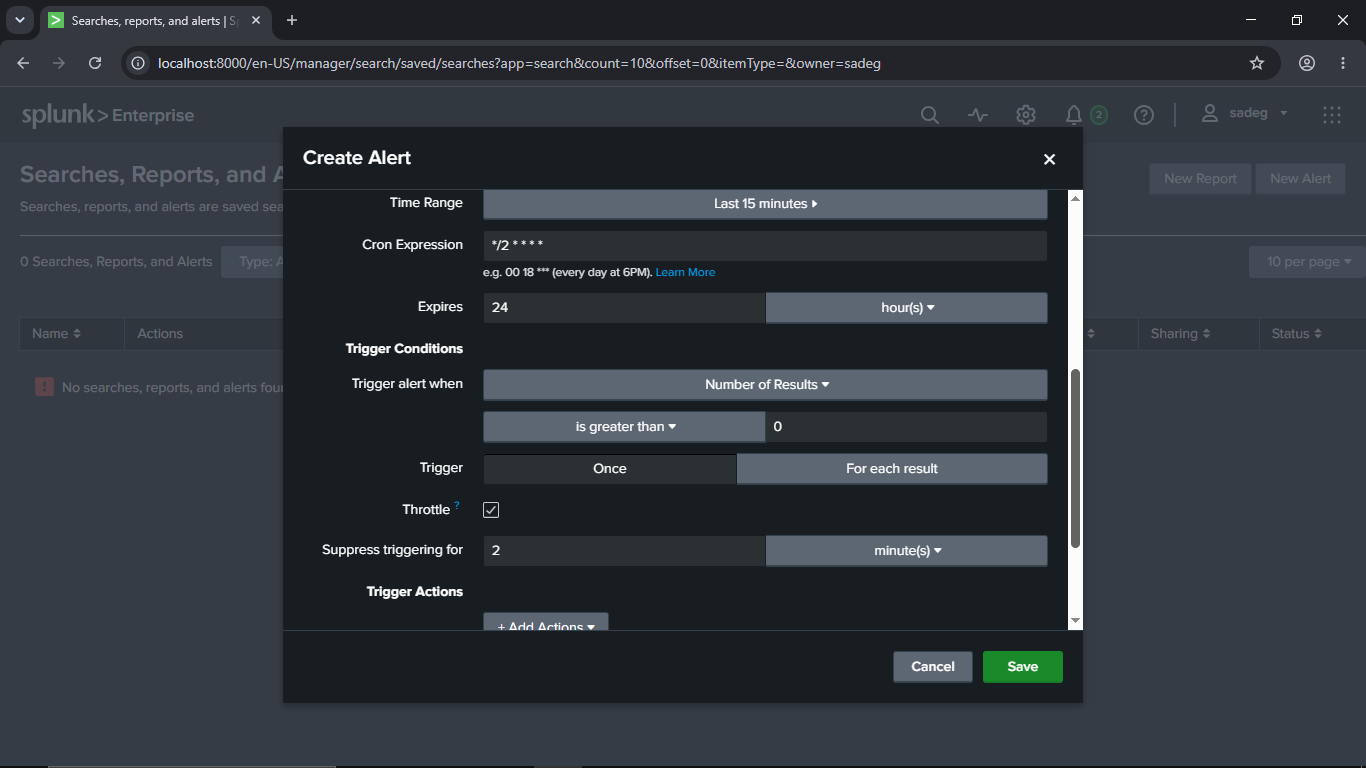 Searches, reports, and alerts | S
localhost:8000/en-US/manager/search/saved/searches?app=search&count=10&offset=0&itemType=&owner=sadeg
splunk> Enterprise
2
?
sadeg
Create Alert
Searches, Reports, and A
New Report
New Alert
Searches, reports, and alerts are saved sea
Time Range
Last 15 minutes
Cron Expression
*/2 * * * *
e.g. 00 18 *** (every day at 6PM). Learn More
0 Searches, Reports, and Alerts
Type: A
10 per page
Expires
24
hour(s)
Name
Actions
Sharing
Status
Trigger Conditions
Trigger alert when
Number of Results
No searches, reports, and alerts four
is greater than
0
Trigger
Once
For each result
Throttle ?
Suppress triggering for
2
minute(s)
Trigger Actions
+ Add Actions
Cancel
Save